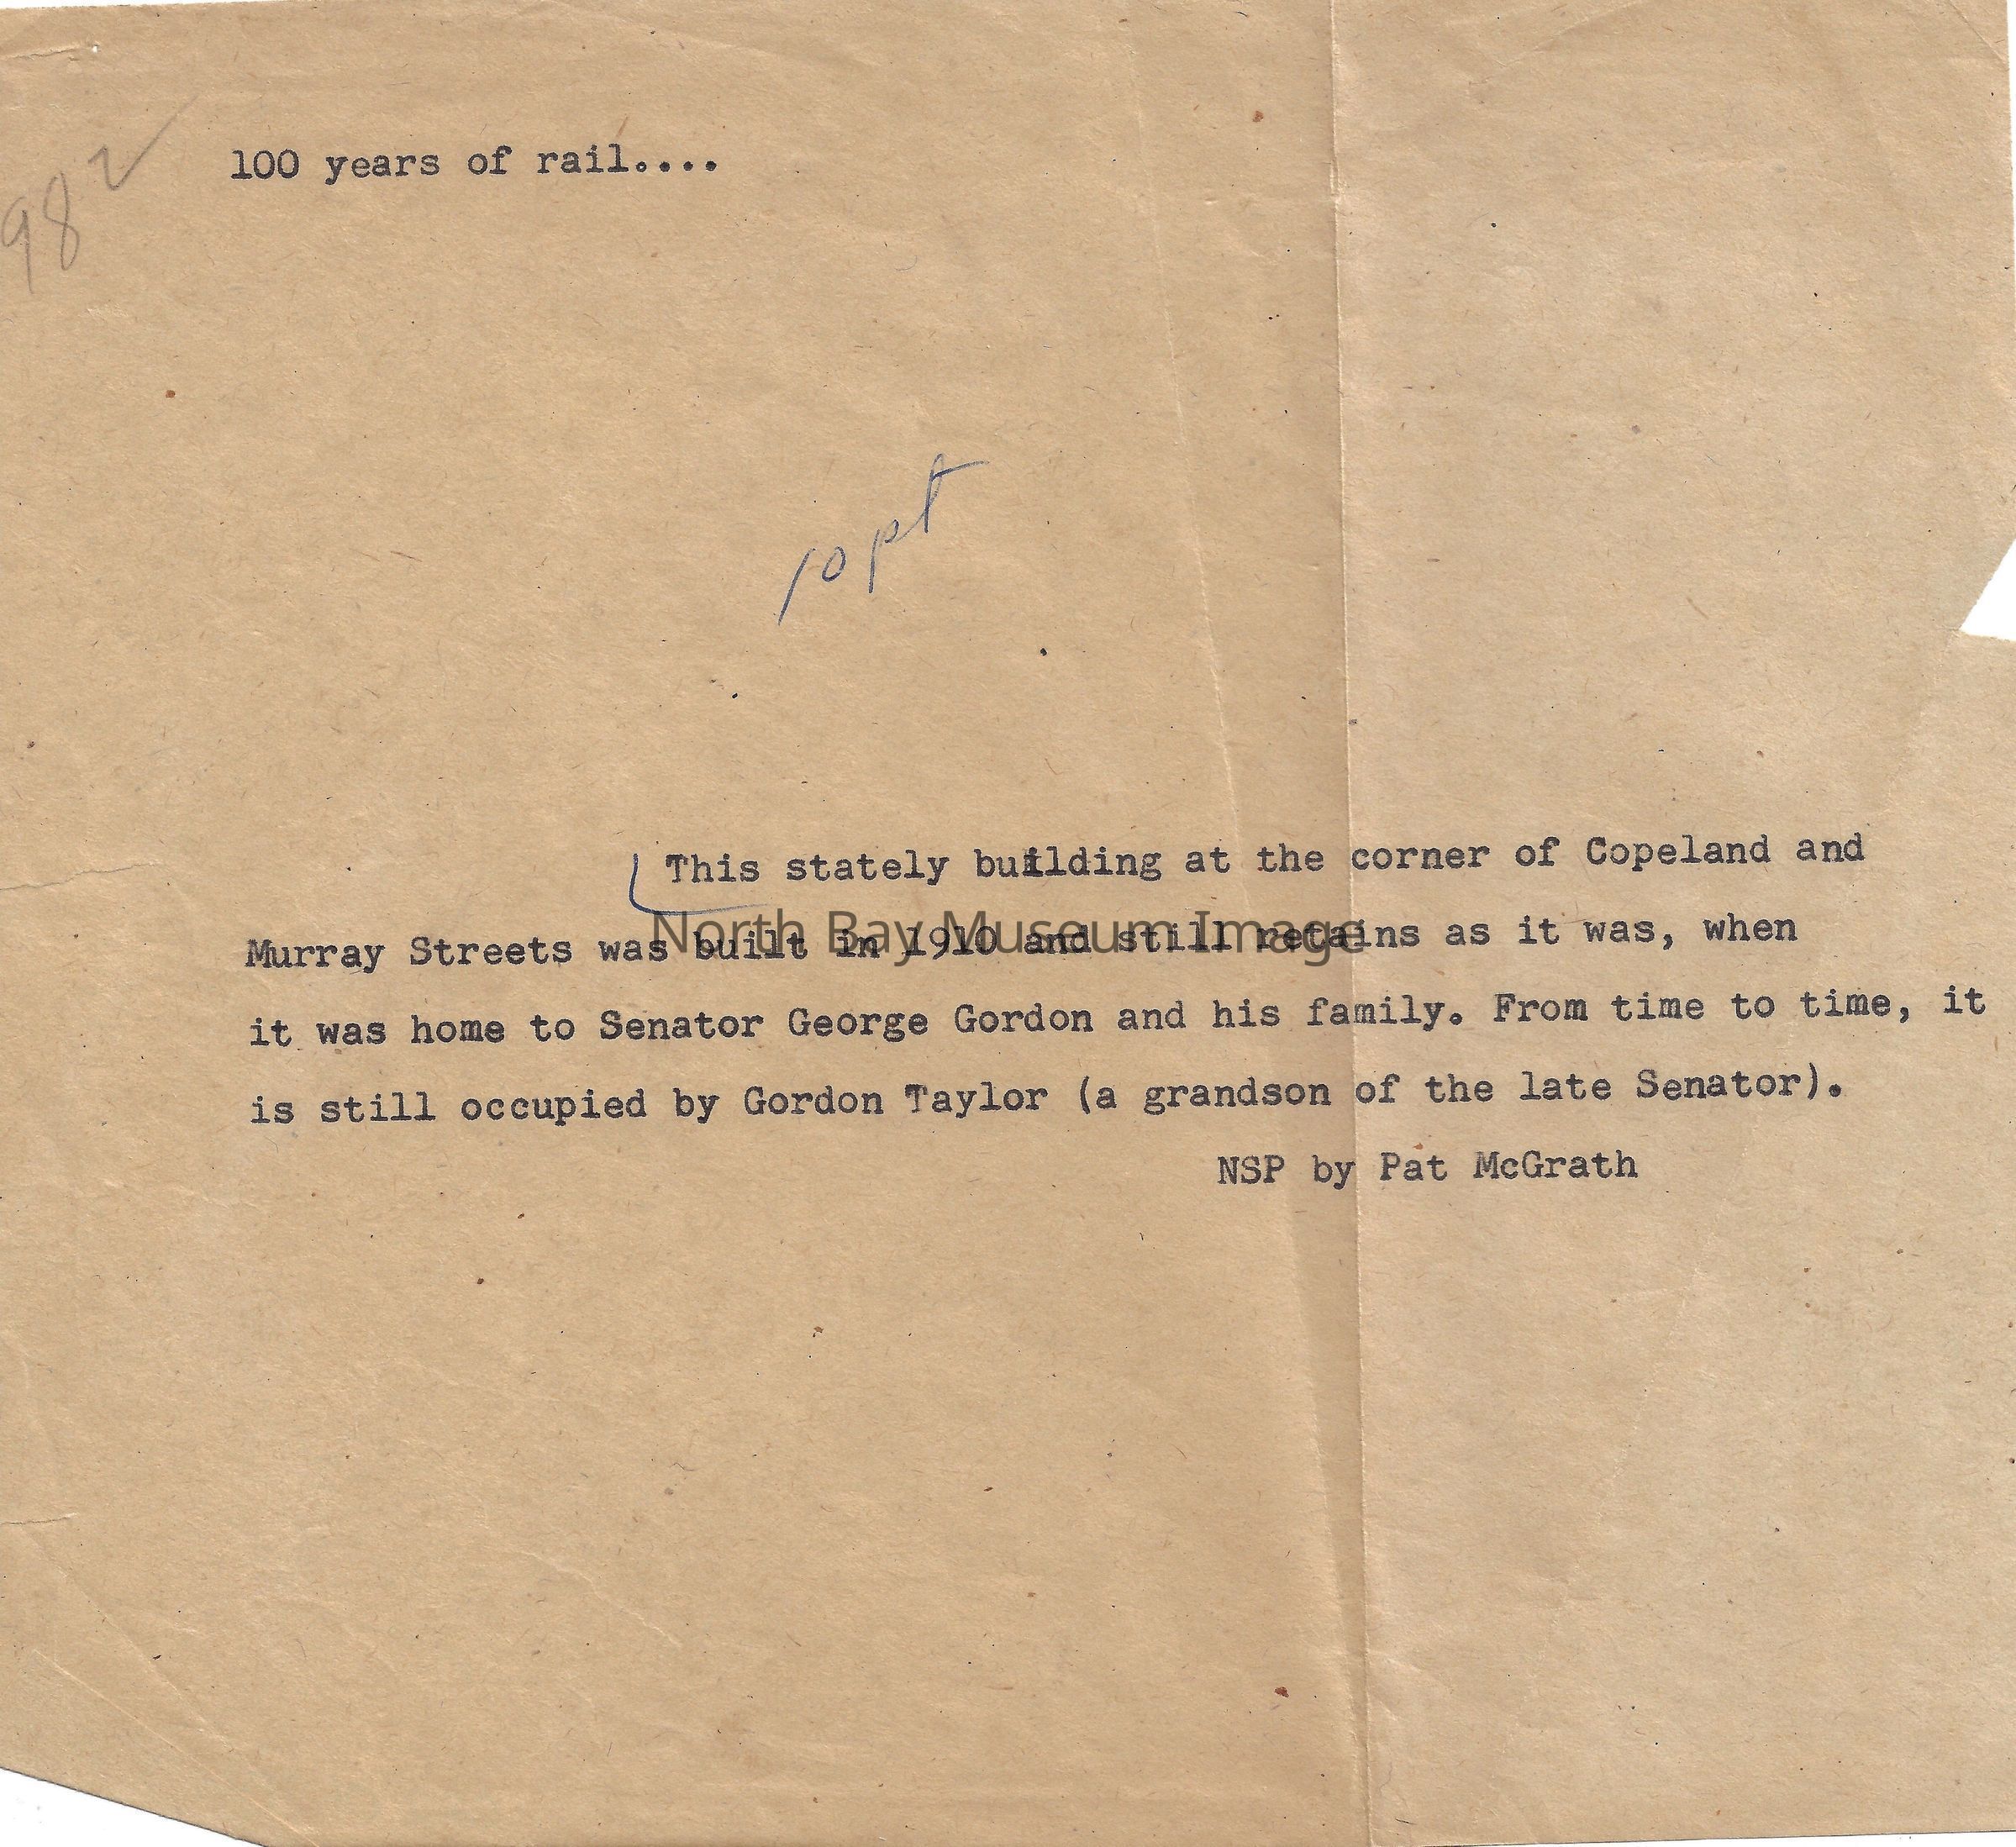 982
100 years of rail....
10 pt
This stately building at the corner of Copeland and
Murray Streets was built in 1910 and still retains as it was, when
North Bay Museum Image
it was home to Senator George Gordon and his family. From time to time, it
is still occupied by Gordon Taylor (a grandson of the late Senator).
NSP by Pat McGrath